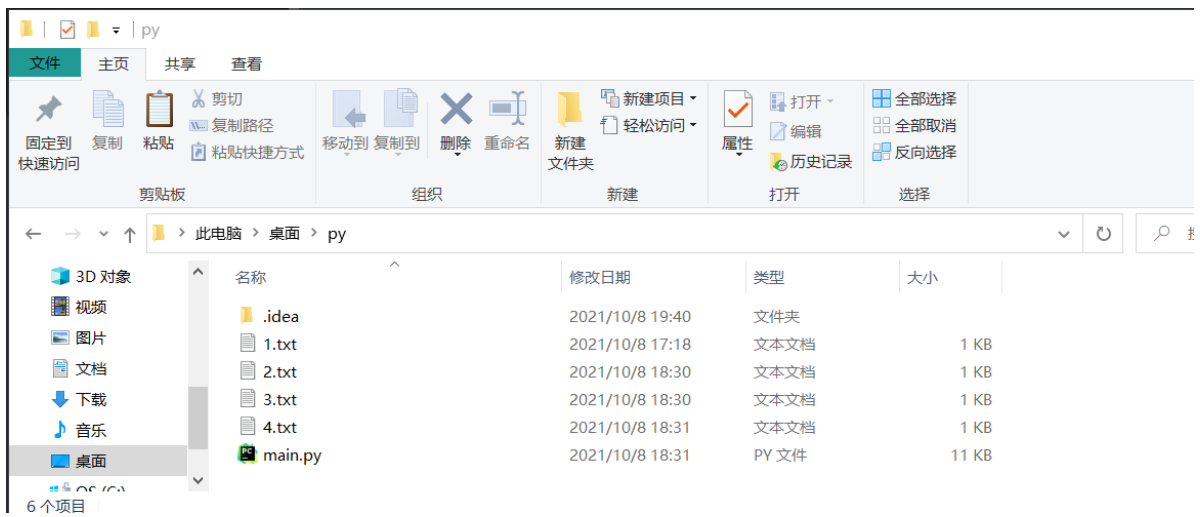 py
文件 主页 共享 查看
固定到
快速访问
复制
粘贴
剪切
复制路径
粘贴快捷方式
剪贴板
移动到 复制到 删除 重命名
组织
新建
文件夹
新建项目
轻松访问
新建
属性
打开
编辑
历史记录
打开
全部选择
全部取消
反向选择
选择
此电脑 桌面 py
3D 对象
视频
图片
文档
下载
音乐
桌面
名称 修改日期 类型 大小
.idea 2021/10/8 19:40 文件夹
1.txt 2021/10/8 17:18 文本文档 1 KB
2.txt 2021/10/8 18:30 文本文档 1 KB
3.txt 2021/10/8 18:30 文本文档 1 KB
4.txt 2021/10/8 18:31 文本文档 1 KB
main.py 2021/10/8 18:31 PY 文件 11 KB
6 个项目